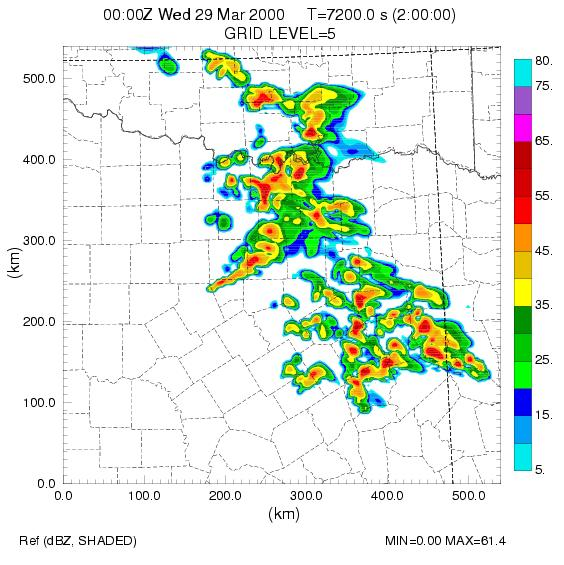 00:00Z Wed 29 Mar 2000 T=7200.0 s (2:00:00)
GRID LEVEL=5
500.0
400.0
300.0
200.0
100.0
0.0
(km)
0.0 100.0 200.0 300.0 400.0 500.0
(km)
80.
75.
65.
55.
45.
35.
25.
15.
5.
Ref (dBZ, SHADED) MIN=0.00 MAX=61.4